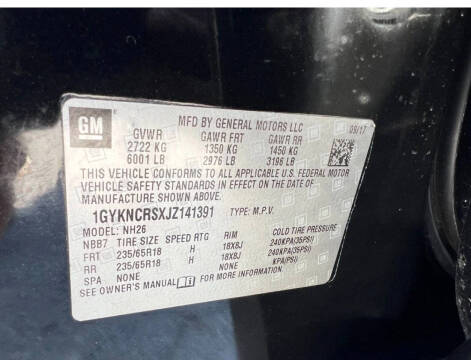 GM
MFD BY GENERAL MOTORS LLC 09/17
GVWR GAWR FRT GAWR RR
2722 KG 1350 KG 1450 KG
6001 LB 2976 LB 3196 LB
THIS VEHICLE CONFORMS TO ALL APPLICABLE U.S. FEDERAL MOTOR
VEHICLE SAFETY STANDARDS IN EFFECT ON THE DATE OF
MANUFACTURE SHOWN ABOVE.
1GYKNCRSXJZ141391 TYPE: M.P.V.
MODEL: NH26
NBB7 TIRE SIZE SPEED RTG RIM COLD TIRE PRESSURE
FRT 235/65R18 H 18X8J 240KPA(35PSI)
RR 235/65R18 H 18X8J 240KPA(35PSI)
SPA NONE NONE KPA(PSI)
SEE OWNER'S MANUAL FOR MORE INFORMATION.